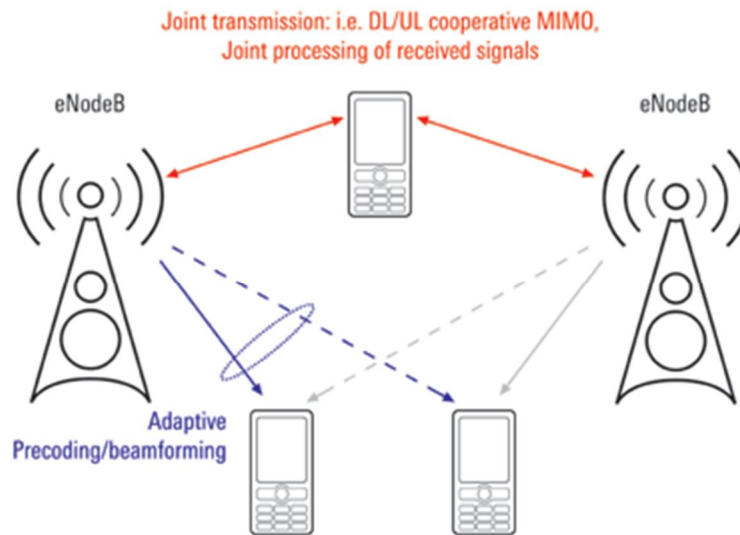 Joint transmission: i.e. DL/UL cooperative MIMO,
Joint processing of received signals
eNodeB
eNodeB
Adaptive
Precoding/beamforming